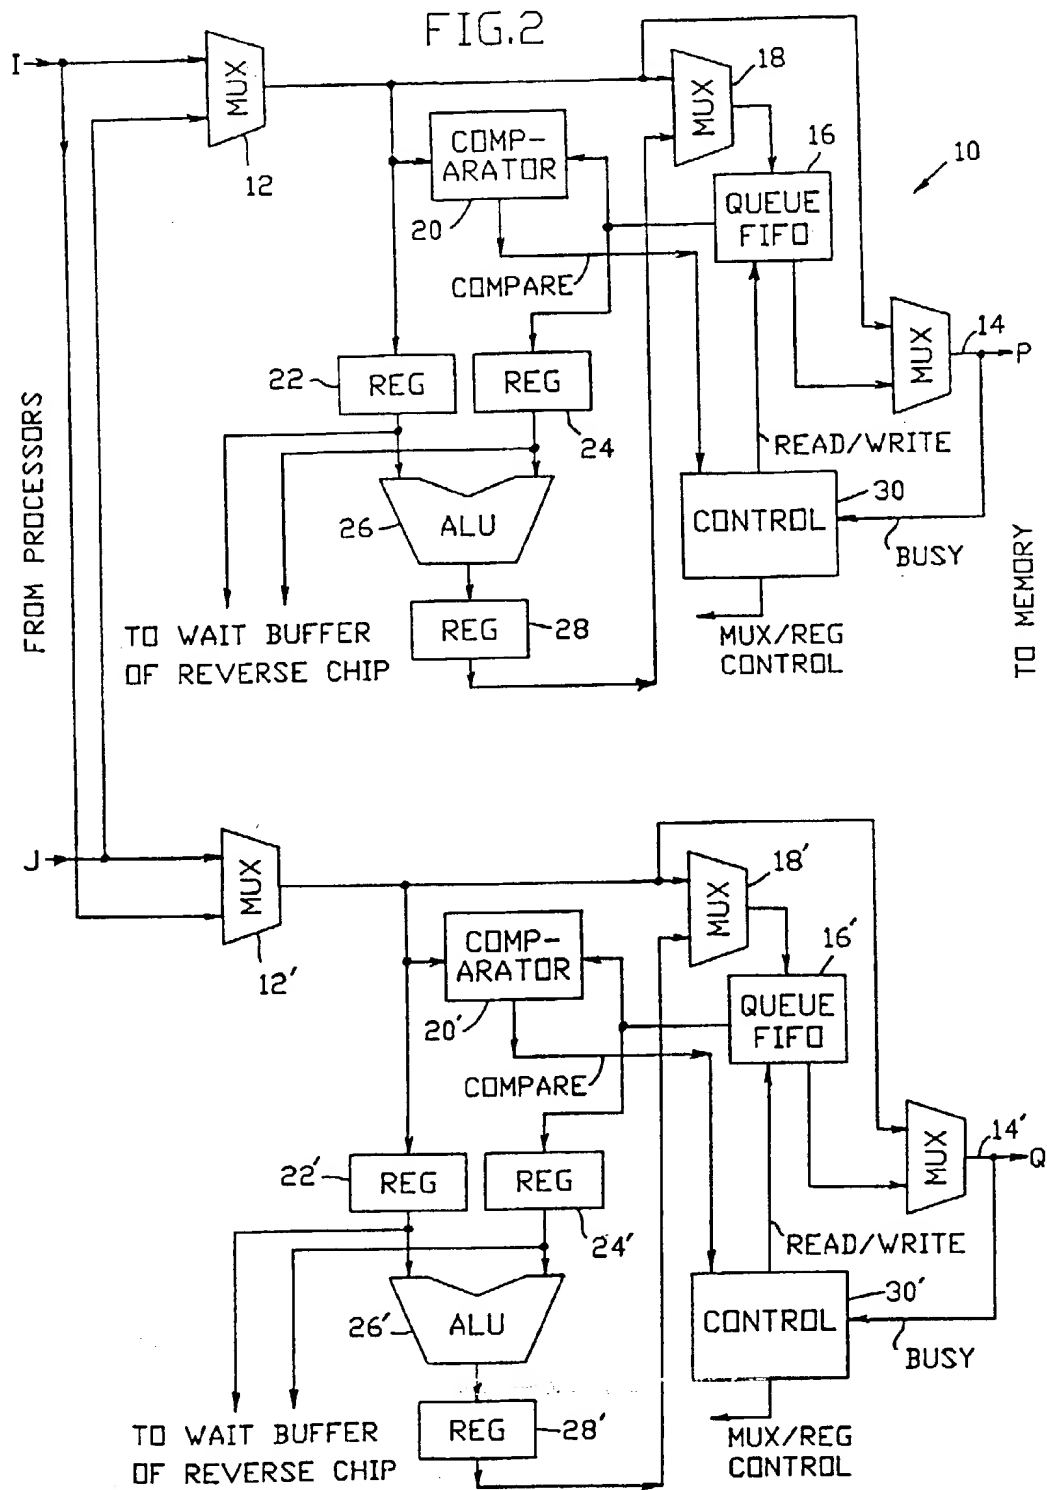 FIG.2
I
MUX
12
18
MUX
COMP-
ARATOR
20
16
QUEUE
FIFO
10
COMPARE
MUX
14
P
22
REG
REG
24
READ/WRITE
FROM PROCESSORS
26
ALU
CONTROL
30
BUSY
TO MEMORY
TO WAIT BUFFER
OF REVERSE CHIP
REG
28
MUX/REG
CONTROL
J
MUX
12'
18'
MUX
COMP-
ARATOR
20'
16'
QUEUE
FIFO
COMPARE
MUX
14'
Q
22'
REG
REG
24'
READ/WRITE
26'
ALU
CONTROL
30'
BUSY
TO WAIT BUFFER
OF REVERSE CHIP
REG
28'
MUX/REG
CONTROL